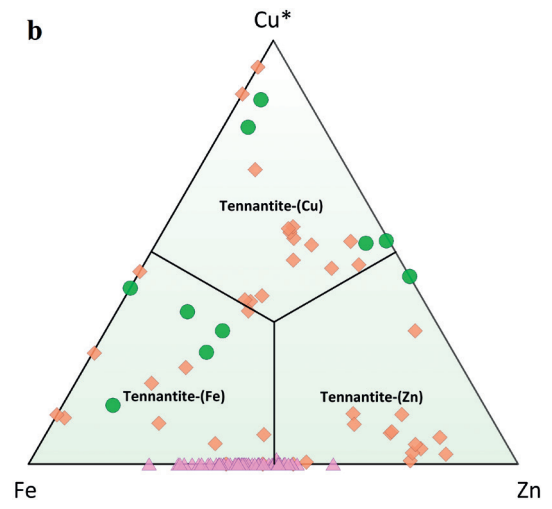 b
Cu*
Tennantite-(Cu)
Tennantite-(Fe)
Tennantite-(Zn)
Fe
Zn